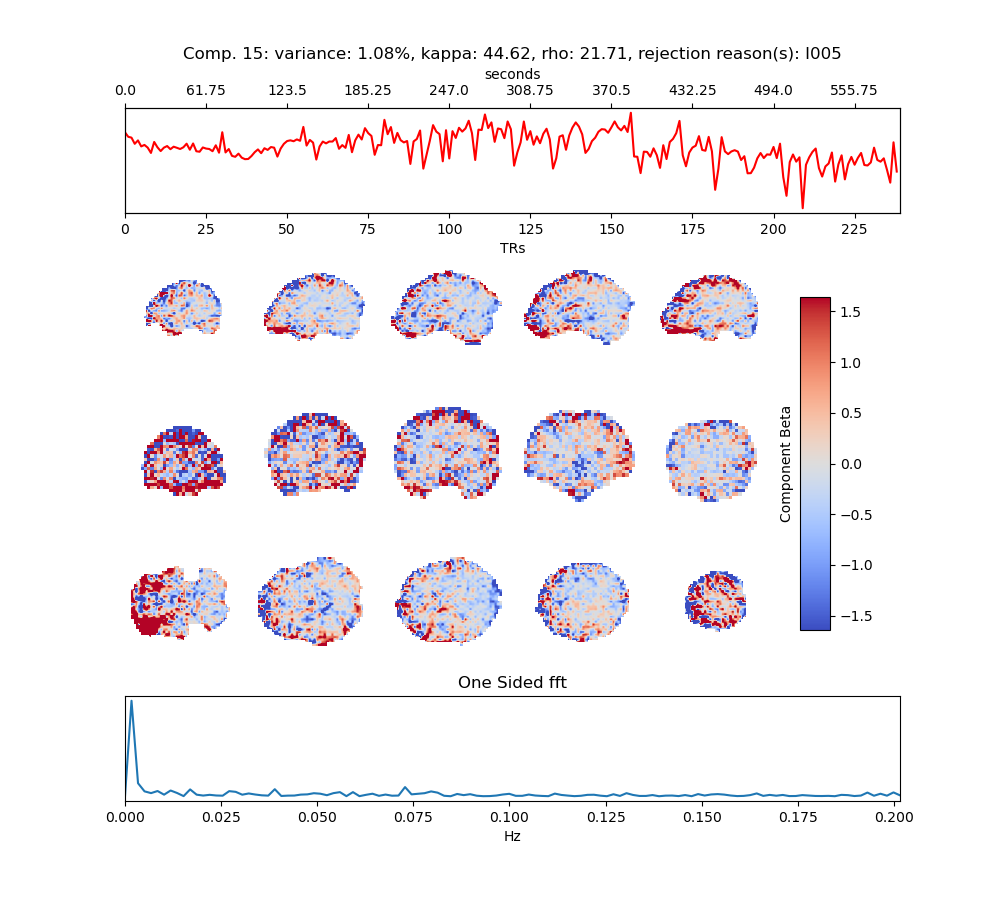 Comp. 15: variance: 1.08%, kappa: 44.62, rho: 21.71, rejection reason(s): I005
seconds
0.0 61.75 123.5 185.25 247.0 308.75 370.5 432.25 494.0 555.75
0 25 50 75 100 125 150 175 200 225
TRs
1.5
1.0
0.5
0.0
−0.5
−1.0
−1.5
Component Beta
One Sided fft
0.000 0.025 0.050 0.075 0.100 0.125 0.150 0.175 0.200
Hz